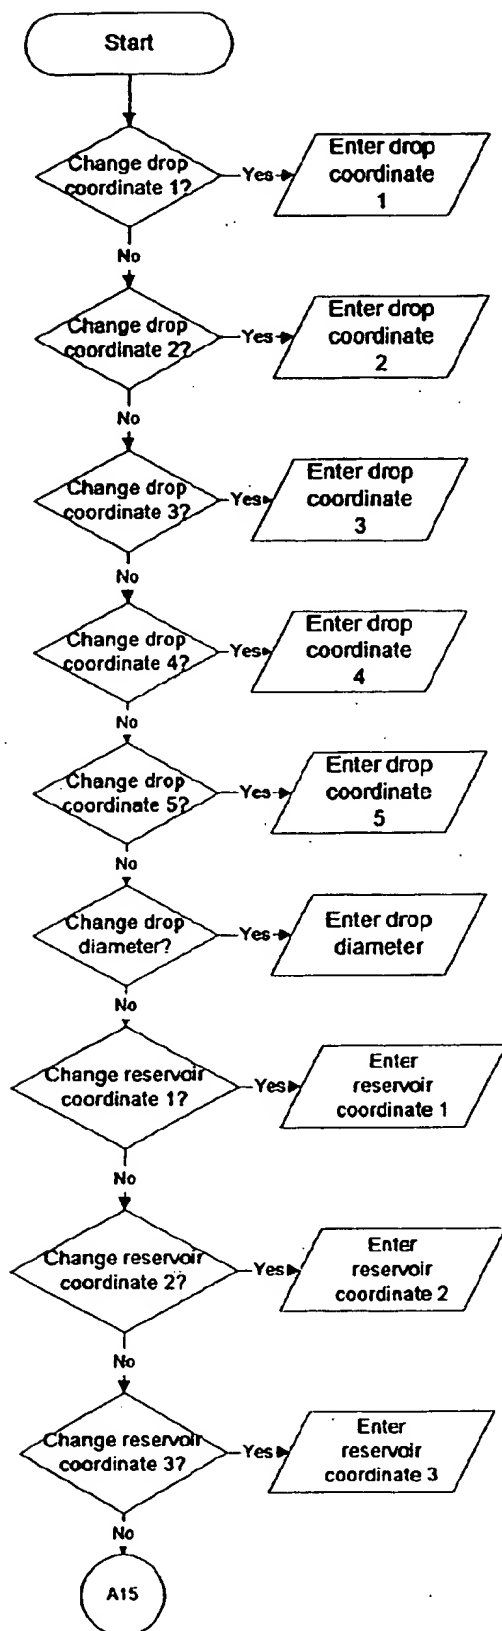 Start
Change drop
coordinate 1?
Yes
Enter drop
coordinate
1
No
Change drop
coordinate 2?
Yes
Enter drop
coordinate
2
No
Change drop
coordinate 3?
Yes
Enter drop
coordinate
3
No
Change drop
coordinate 4?
Yes
Enter drop
coordinate
4
No
Change drop
coordinate 5?
Yes
Enter drop
coordinate
5
No
Change drop
diameter?
Yes
Enter drop
diameter
No
Change reservoir
coordinate 1?
Yes
Enter
reservoir
coordinate 1
No
Change reservoir
coordinate 2?
Yes
Enter
reservoir
coordinate 2
No
Change reservoir
coordinate 3?
Yes
Enter
reservoir
coordinate 3
No
A15